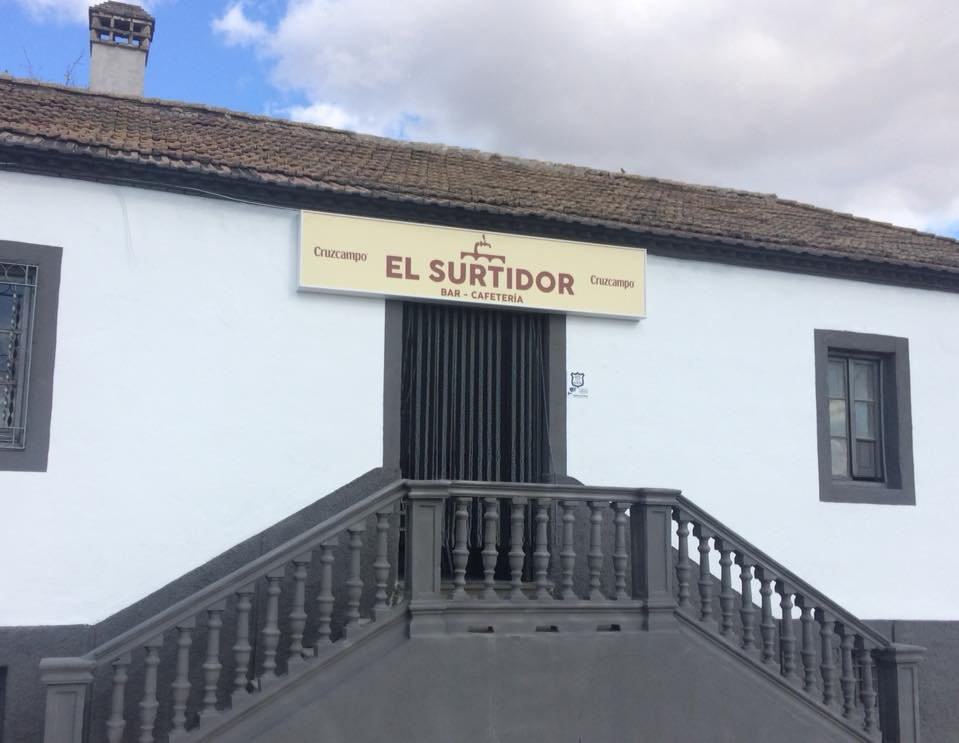 Cruzcampo
EL SURTIDOR
BAR - CAFETERÍA
Cruzcampo